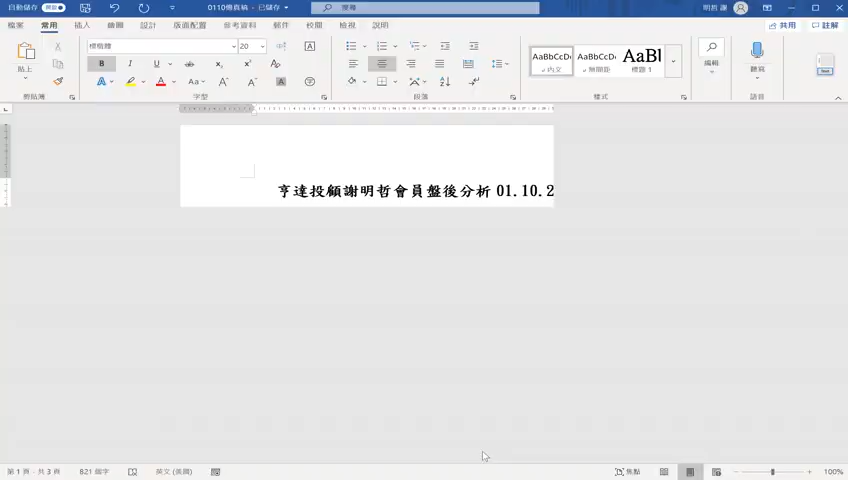 自動儲存 0110傳真稿 - 已儲存 搜尋 明哲 謝
檔案 常用 插入 繪圖 設計 版面配置 參考資料 郵件 校閱 檢視 說明 共用 註解
標楷體 20
貼上 AaBbCcDc AaBbCcDc AaBl 編輯 聽寫
內文 無間距 標題 1
剪貼簿 字型 段落 樣式 語音
亨達投顧謝明哲會員盤後分析 01.10.2
第 1 頁，共 3 頁 821 個字 英文 (美國) 焦點 100%